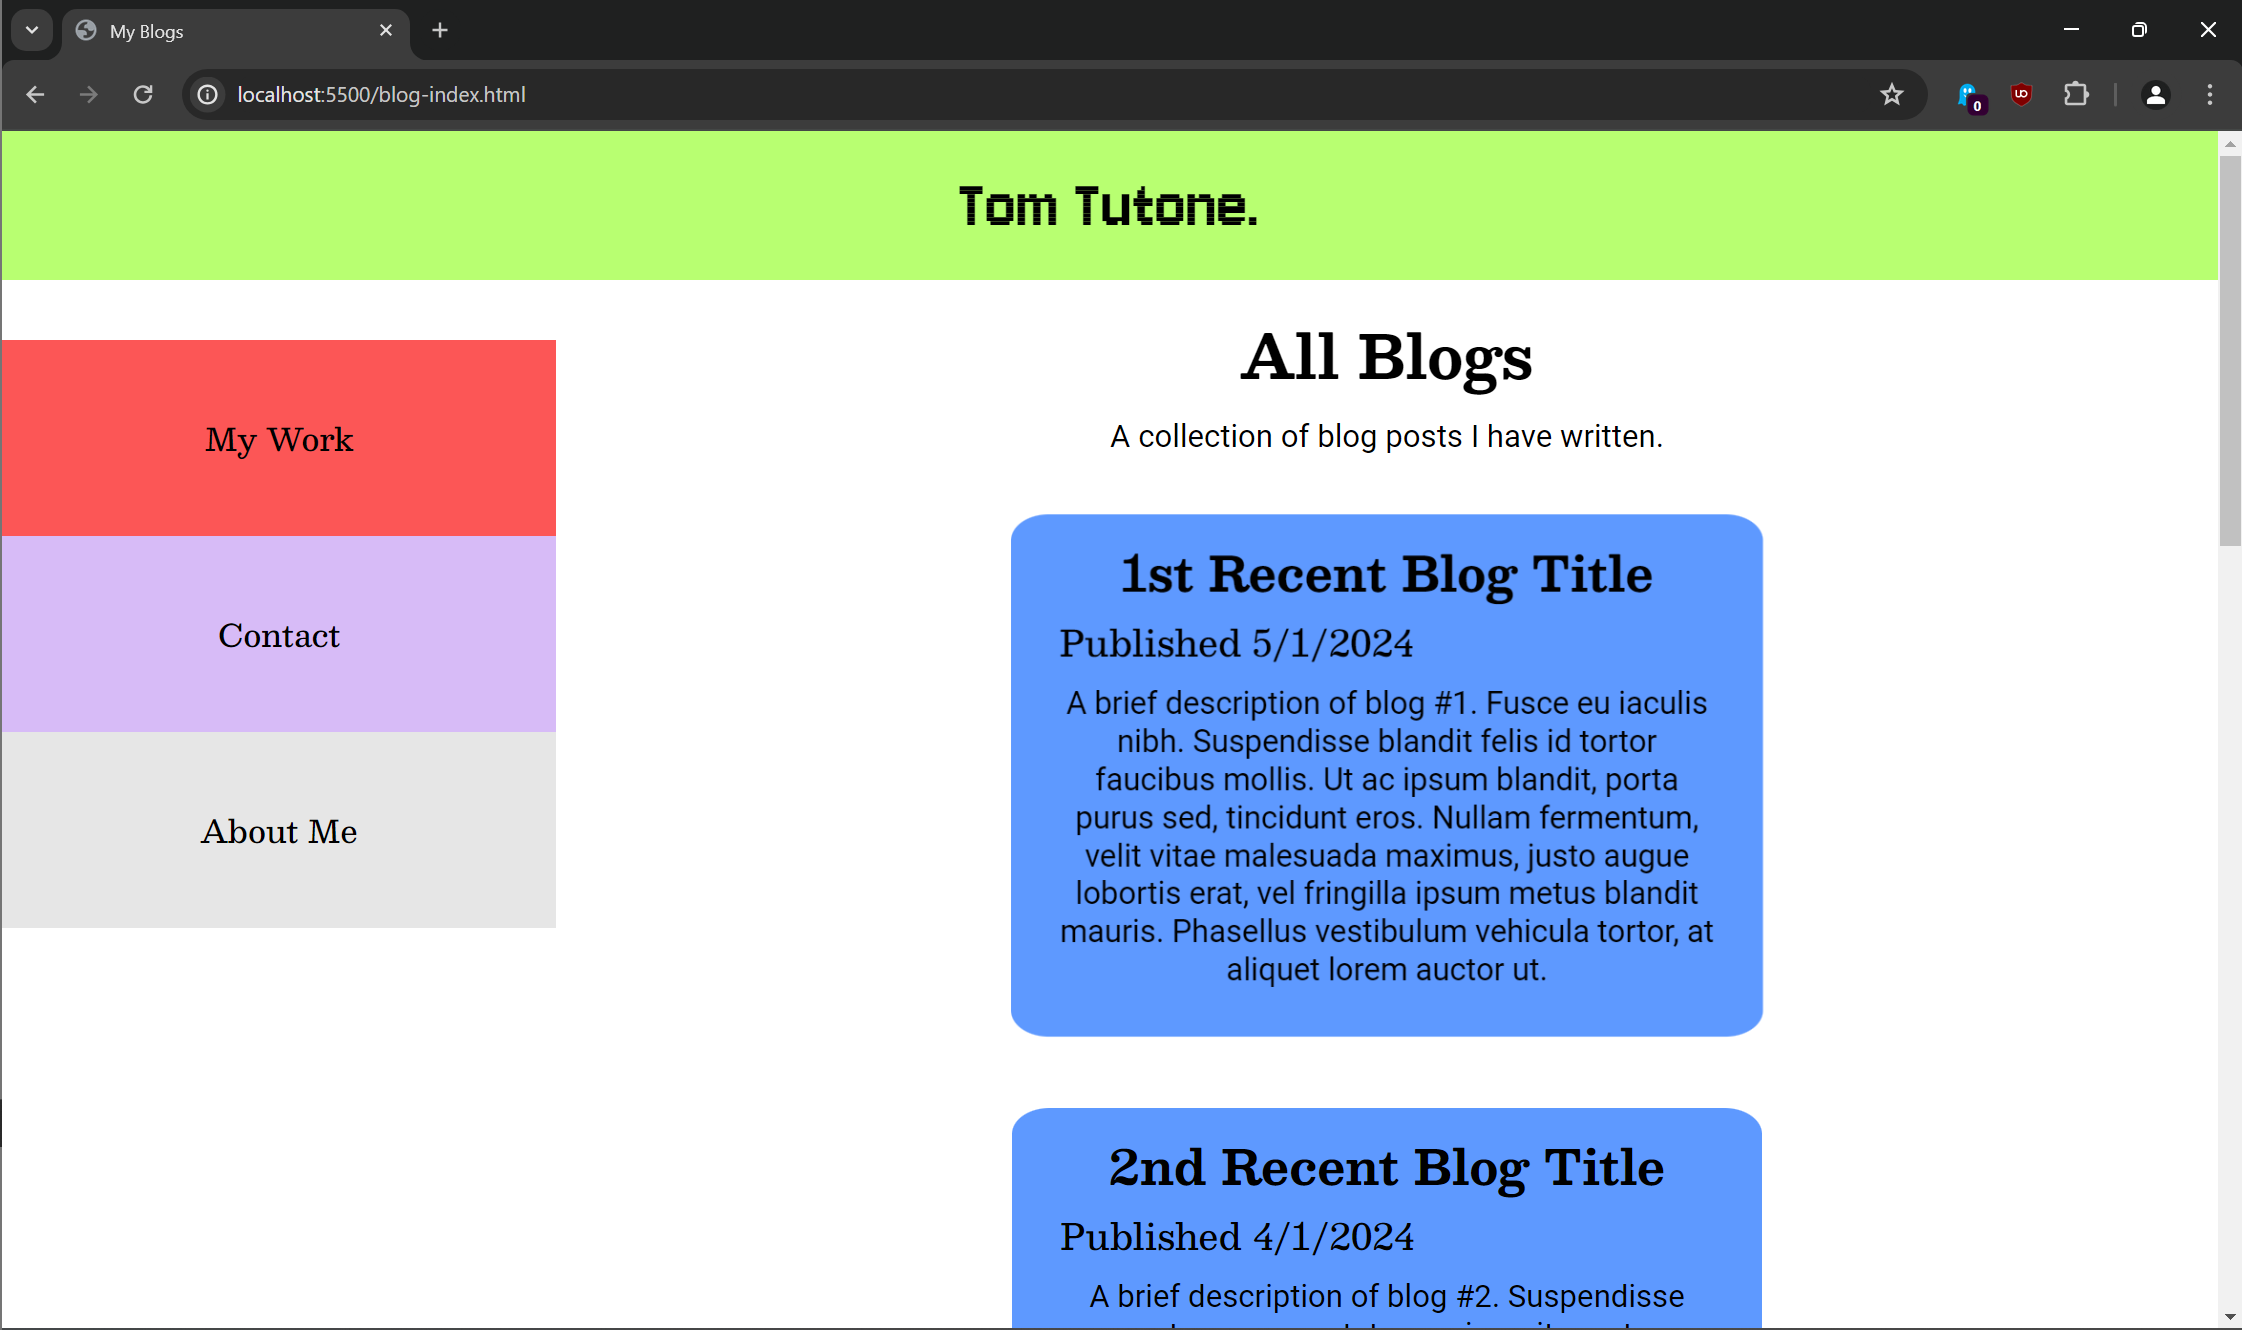 My Blogs
localhost:5500/blog-index.html
0
Tom Tutone.
My Work
Contact
About Me
All Blogs
A collection of blog posts I have written.
1st Recent Blog Title
Published 5/1/2024
A brief description of blog #1. Fusce eu iaculis
nibh. Suspendisse blandit felis id tortor
faucibus mollis. Ut ac ipsum blandit, porta
purus sed, tincidunt eros. Nullam fermentum,
velit vitae malesuada maximus, justo augue
lobortis erat, vel fringilla ipsum metus blandit
mauris. Phasellus vestibulum vehicula tortor, at
aliquet lorem auctor ut.
2nd Recent Blog Title
Published 4/1/2024
A brief description of blog #2. Suspendisse